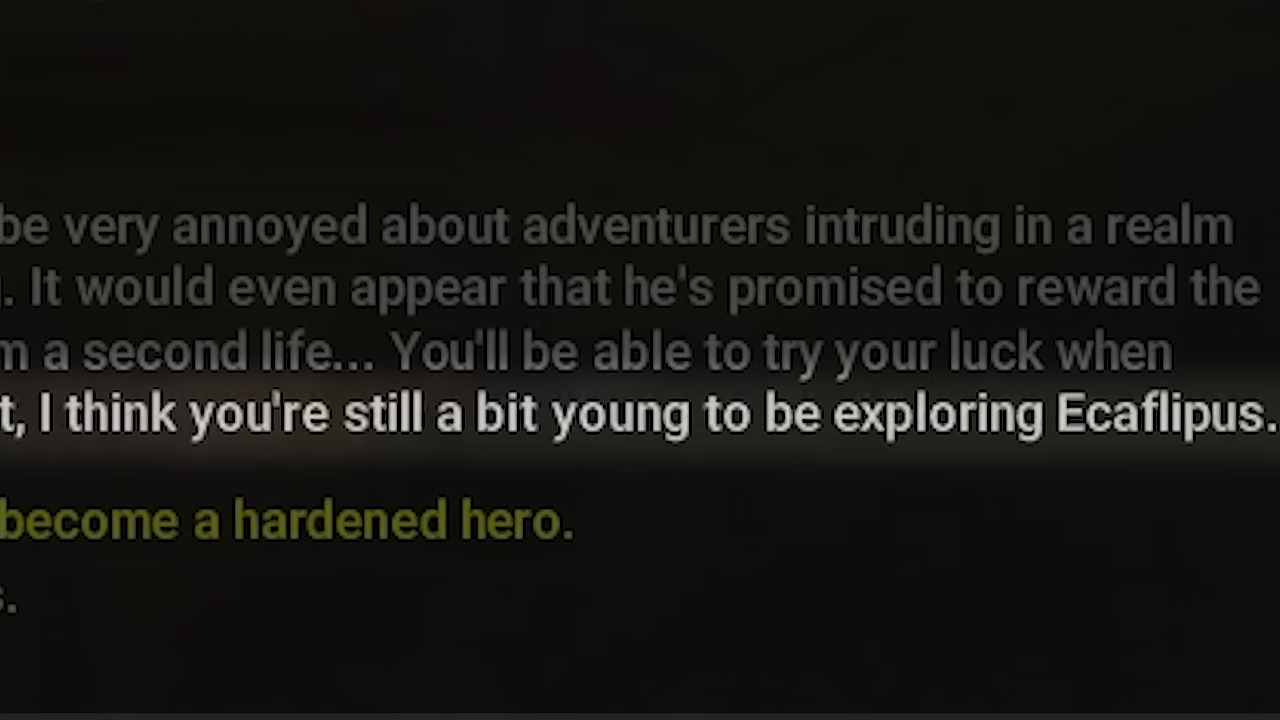 be very annoyed about adventurers intruding in a realm
. It would even appear that he's promised to reward the
m a second life... You'll be able to try your luck when
t, I think you're still a bit young to be exploring Ecaflipus.
become a hardened hero.
s.